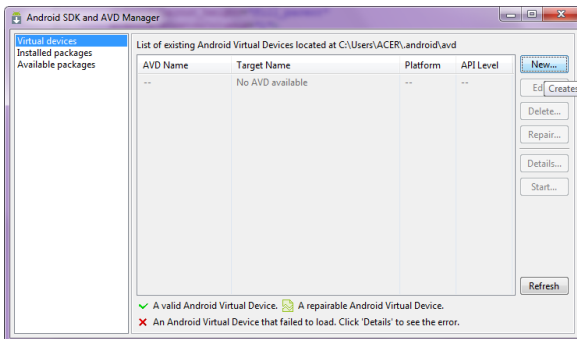 Android SDK and AVD Manager
Virtual devices
Installed packages
Available packages
List of existing Android Virtual Devices located at C:\Users\ACER\.android\avd
AVD Name Target Name Platform API Level
-- No AVD available -- --
New...
Ed
Creates
Delete...
Repair...
Details...
Start...
Refresh
A valid Android Virtual Device. A repairable Android Virtual Device.
An Android Virtual Device that failed to load. Click 'Details' to see the error.